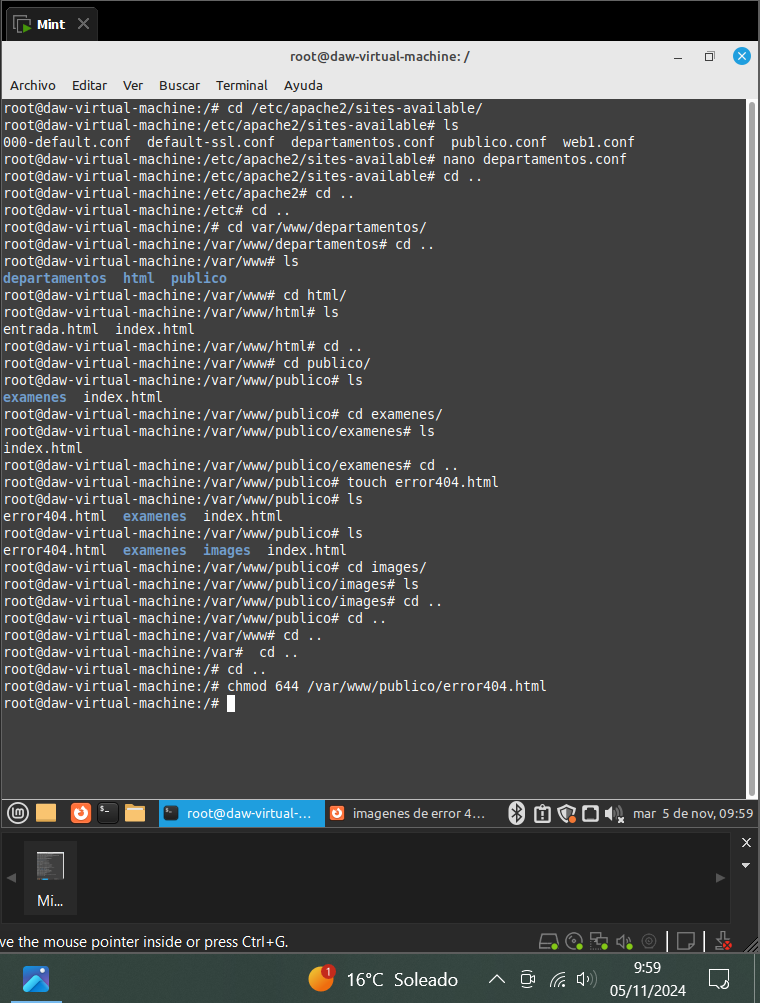 Mint
root@daw-virtual-machine: /
Archivo Editar Ver Buscar Terminal Ayuda
root@daw-virtual-machine:/# cd /etc/apache2/sites-available/
root@daw-virtual-machine:/etc/apache2/sites-available# ls
000-default.conf  default-ssl.conf  departamentos.conf  publico.conf  web1.conf
root@daw-virtual-machine:/etc/apache2/sites-available# nano departamentos.conf
root@daw-virtual-machine:/etc/apache2/sites-available# cd ..
root@daw-virtual-machine:/etc/apache2# cd ..
root@daw-virtual-machine:/etc# cd ..
root@daw-virtual-machine:/# cd var/www/departamentos/
root@daw-virtual-machine:/var/www/departamentos# cd ..
root@daw-virtual-machine:/var/www# ls
departamentos  html  publico
root@daw-virtual-machine:/var/www# cd html/
root@daw-virtual-machine:/var/www/html# ls
entrada.html  index.html
root@daw-virtual-machine:/var/www/html# cd ..
root@daw-virtual-machine:/var/www# cd publico/
root@daw-virtual-machine:/var/www/publico# ls
examenes  index.html
root@daw-virtual-machine:/var/www/publico# cd examenes/
root@daw-virtual-machine:/var/www/publico/examenes# ls
index.html
root@daw-virtual-machine:/var/www/publico/examenes# cd ..
root@daw-virtual-machine:/var/www/publico# touch error404.html
root@daw-virtual-machine:/var/www/publico# ls
error404.html  examenes  index.html
root@daw-virtual-machine:/var/www/publico# ls
error404.html  examenes  images  index.html
root@daw-virtual-machine:/var/www/publico# cd images/
root@daw-virtual-machine:/var/www/publico/images# ls
root@daw-virtual-machine:/var/www/publico/images# cd ..
root@daw-virtual-machine:/var/www/publico# cd ..
root@daw-virtual-machine:/var/www# cd ..
root@daw-virtual-machine:/var#  cd ..
root@daw-virtual-machine:/# cd ..
root@daw-virtual-machine:/# chmod 644 /var/www/publico/error404.html
root@daw-virtual-machine:/#
root@daw-virtual-... imagenes de error 4... mar 5 de nov, 09:59
Mi...
ve the mouse pointer inside or press Ctrl+G.
1 16°C Soleado 9:59
05/11/2024